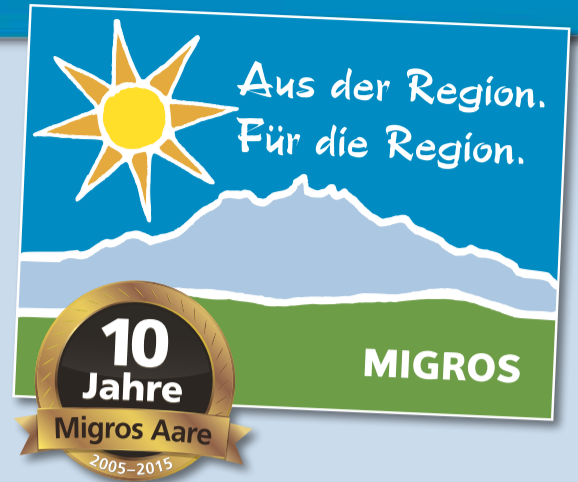 Aus der Region.
Für die Region.
MIGROS
10
Jahre
Migros Aare
2005–2015